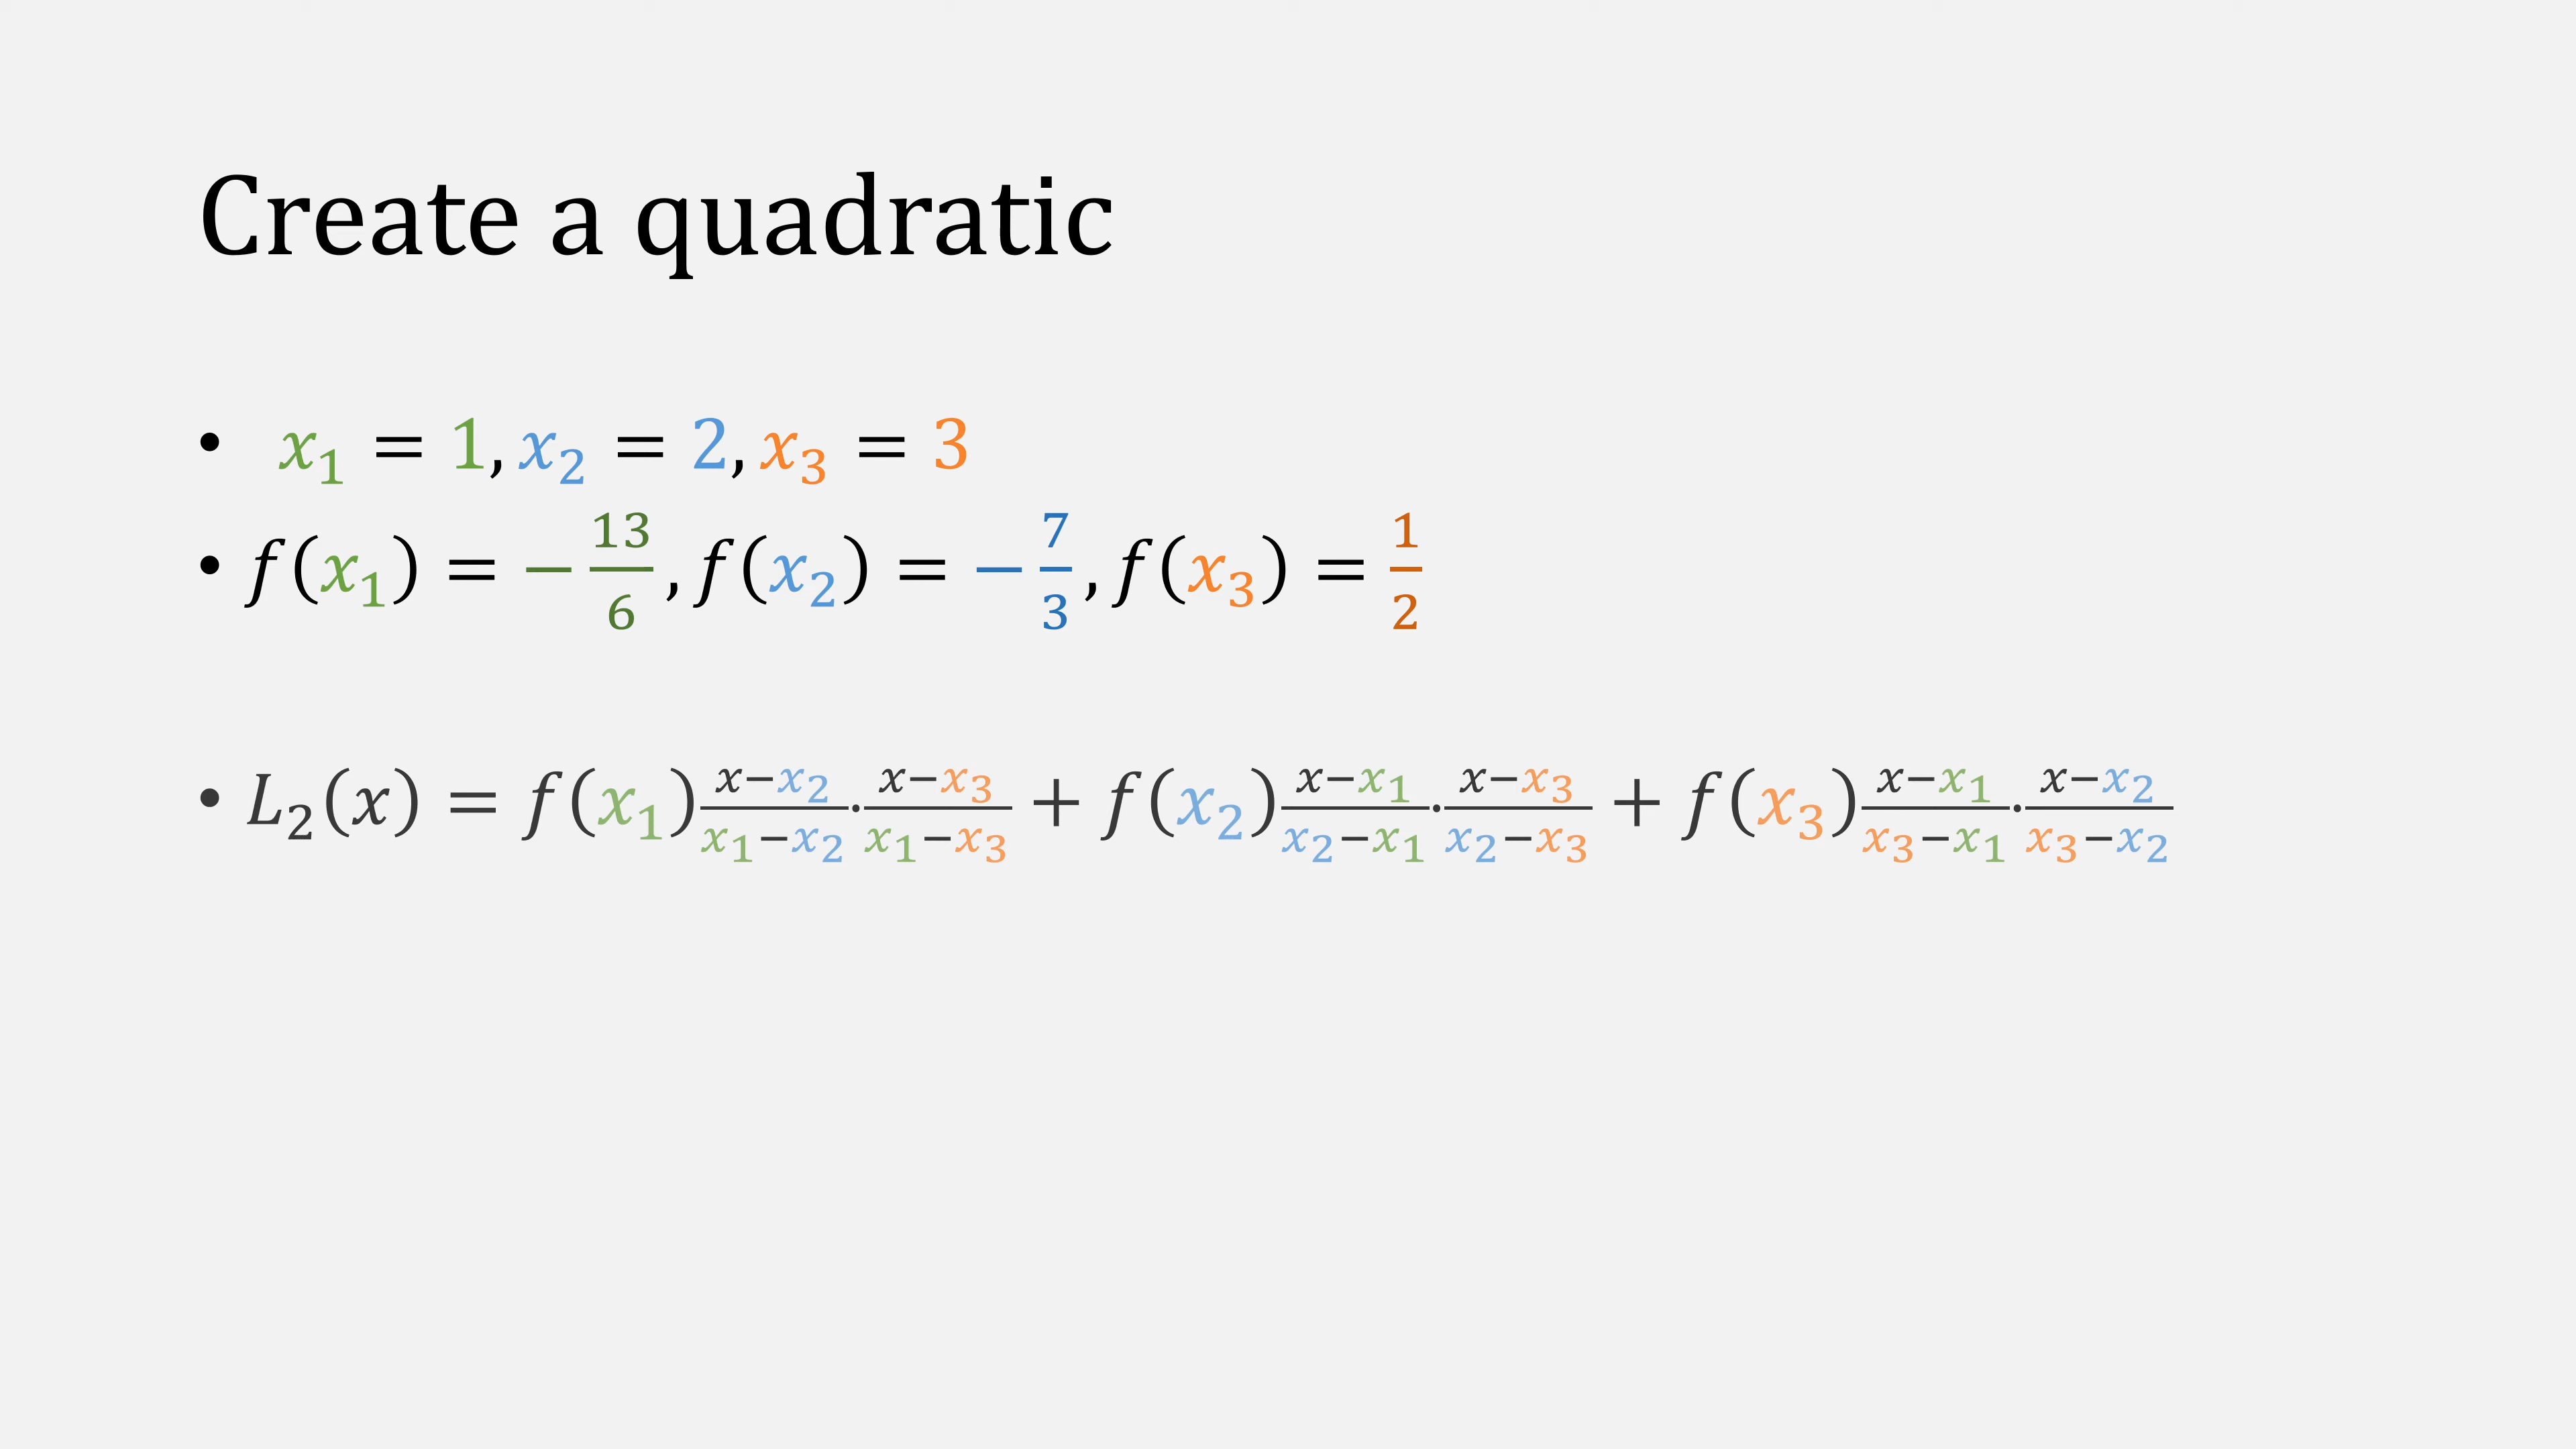 Create a quadratic
• x₁ = 1, x₂ = 2, x₃ = 3
• f(x₁) = −13/6, f(x₂) = −7/3, f(x₃) = 1/2
• L₂(x) = f(x₁) (x−x₂)/(x₁−x₂) · (x−x₃)/(x₁−x₃) + f(x₂) (x−x₁)/(x₂−x₁) · (x−x₃)/(x₂−x₃) + f(x₃) (x−x₁)/(x₃−x₁) · (x−x₂)/(x₃−x₂)